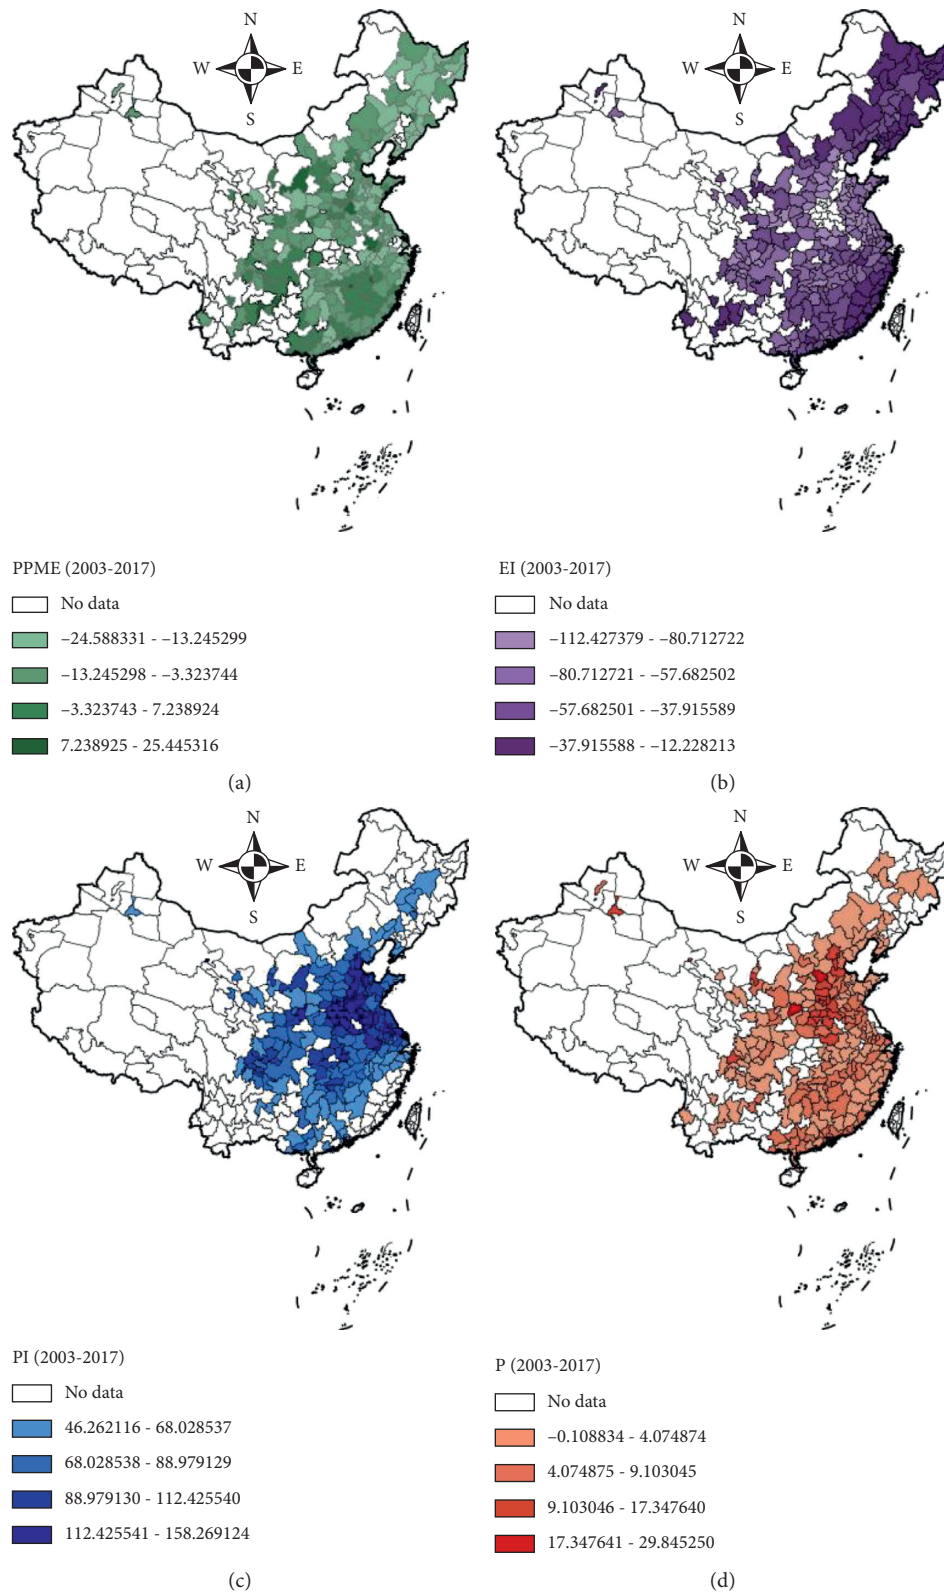 N
W E
S
N
W E
S
PPME (2003-2017)
No data
−24.588331 - −13.245299
−13.245298 - −3.323744
−3.323743 - 7.238924
7.238925 - 25.445316
(a)
EI (2003-2017)
No data
−112.427379 - −80.712722
−80.712721 - −57.682502
−57.682501 - −37.915589
−37.915588 - −12.228213
(b)
N
W E
S
N
W E
S
PI (2003-2017)
No data
46.262116 - 68.028537
68.028538 - 88.979129
88.979130 - 112.425540
112.425541 - 158.269124
(c)
P (2003-2017)
No data
−0.108834 - 4.074874
4.074875 - 9.103045
9.103046 - 17.347640
17.347641 - 29.845250
(d)